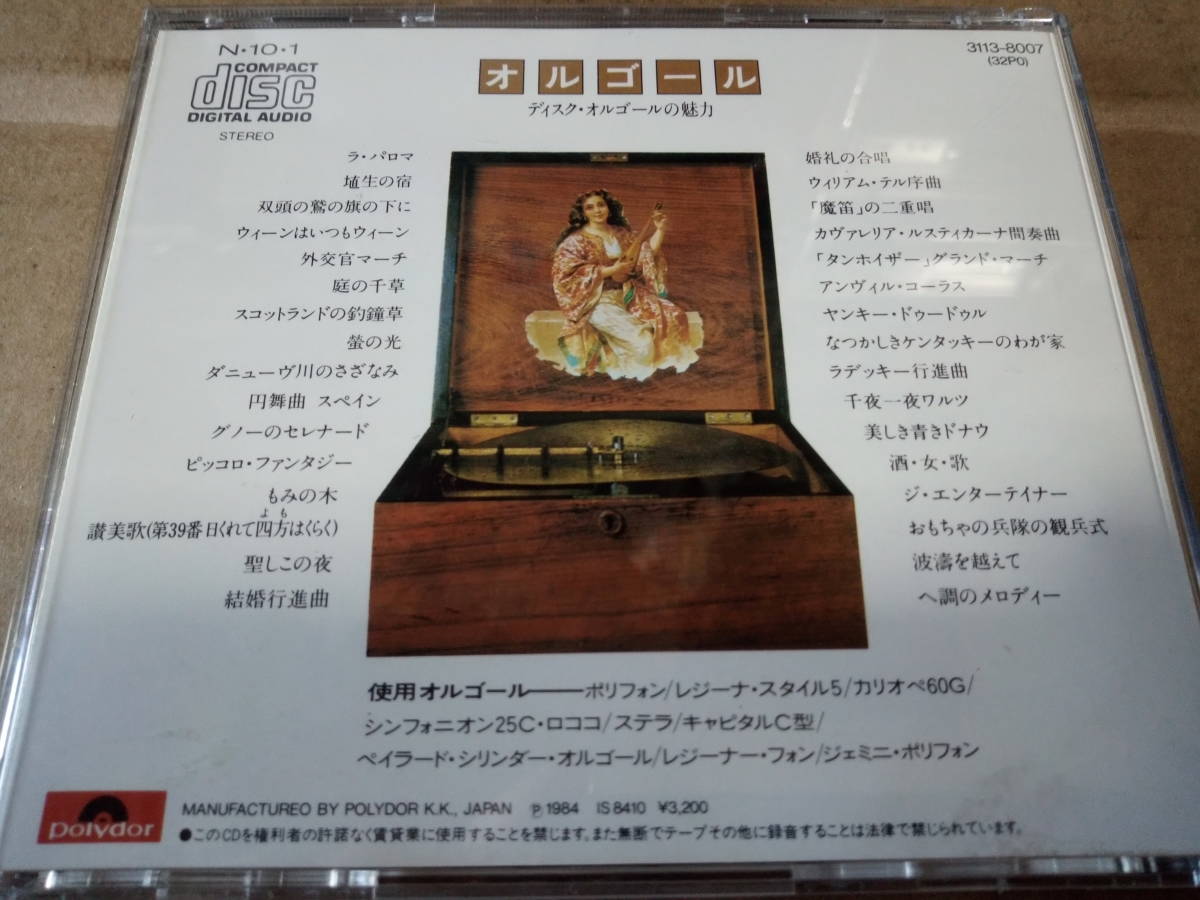 N・10・1
COMPACT
disc
DIGITAL AUDIO
STEREO
3113-8007
(32P0)
オルゴール
ディスク・オルゴールの魅力
ラ・パロマ
埴生の宿
双頭の鷲の旗の下に
ウィーンはいつもウィーン
外交官マーチ
庭の千草
スコットランドの釣鐘草
螢の光
ダニューヴ川のさざなみ
円舞曲 スペイン
グノーのセレナード
ピッコロ・ファンタジー
もみの木
よも
讃美歌(第39番日くれて四方はくらく)
聖しこの夜
結婚行進曲
婚礼の合唱
ウィリアム・テル序曲
「魔笛」の二重唱
カヴァレリア・ルスティカーナ間奏曲
「タンホイザー」グランド・マーチ
アンヴィル・コーラス
ヤンキー・ドゥードゥル
なつかしきケンタッキーのわが家
ラデッキー行進曲
千夜一夜ワルツ
美しき青きドナウ
酒・女・歌
ジ・エンターテイナー
おもちゃの兵隊の観兵式
波濤を越えて
ヘ調のメロディー
使用オルゴール——ポリフォン/レジーナ・スタイル5/カリオペ60G/
シンフォニオン25C・ロココ/ステラ/キャピタルC型/
ペイラード・シリンダー・オルゴール/レジーナー・フォン/ジェミニ・ポリフォン
polydor
MANUFACTUREO BY POLYDOR K.K., JAPAN ℗1984 IS 8410 ¥3,200
●このCDを権利者の許諾なく賃貸業に使用することを禁じます。また無断でテープその他に録音することは法律で禁じられています。